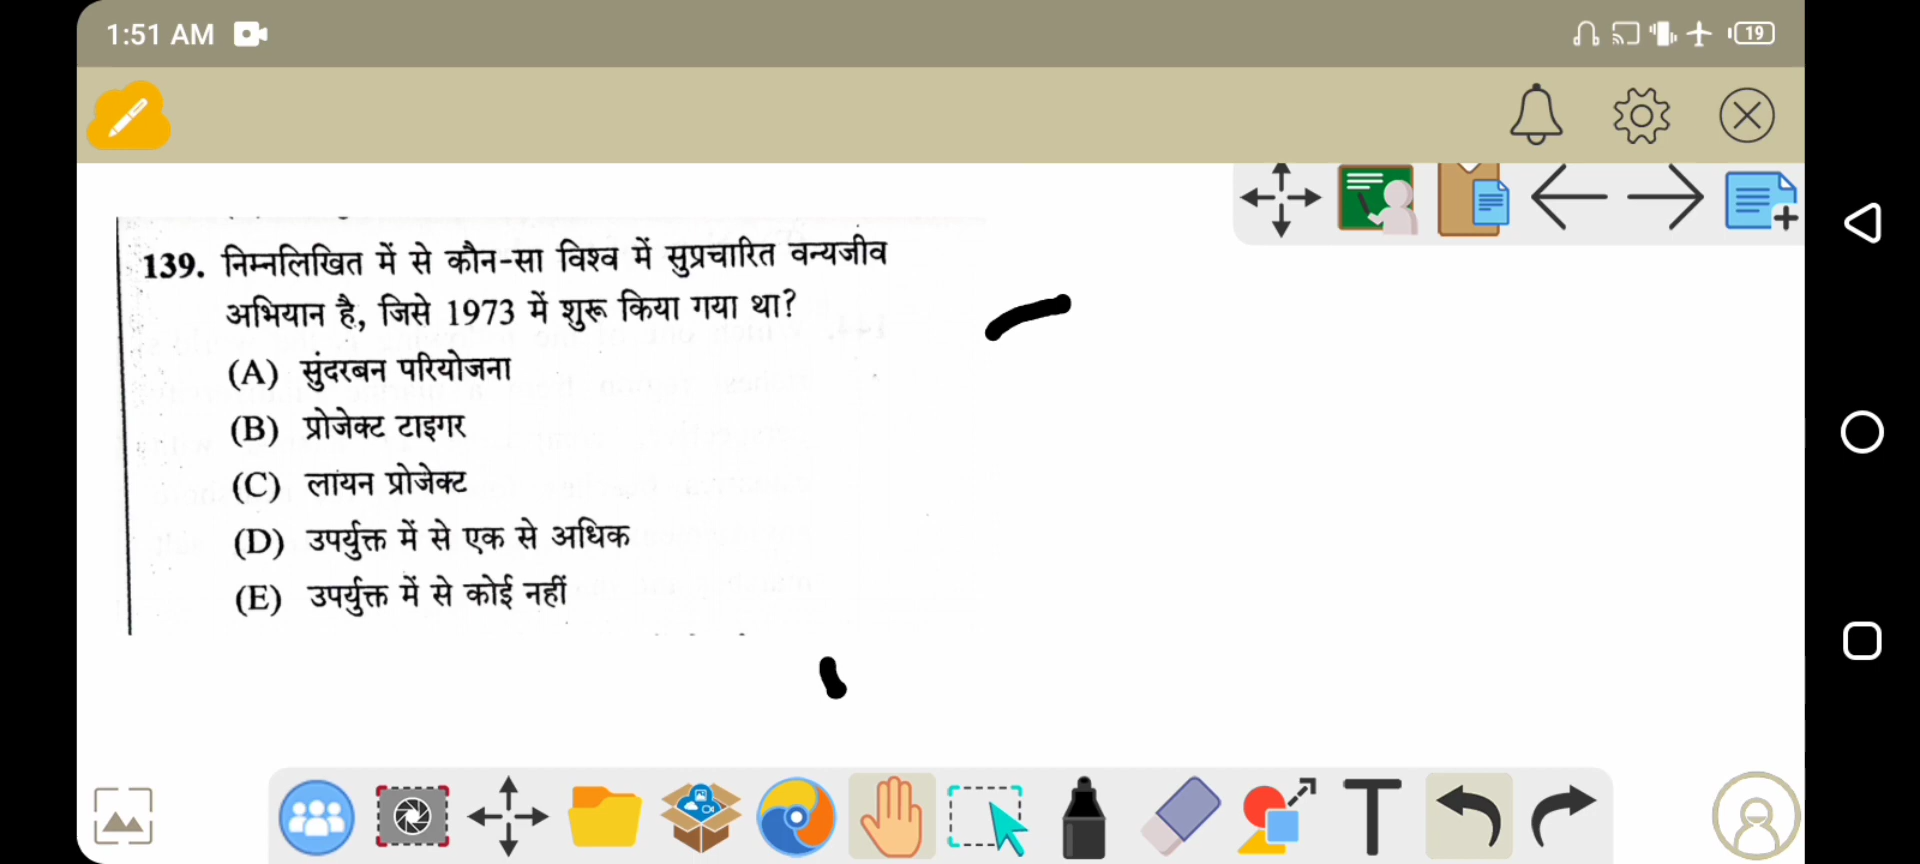 1:51 AM
19
139. निम्नलिखित में से कौन-सा विश्व में सुप्रचारित वन्यजीव
अभियान है, जिसे 1973 में शुरू किया गया था?
(A) सुंदरबन परियोजना
(B) प्रोजेक्ट टाइगर
(C) लायन प्रोजेक्ट
(D) उपर्युक्त में से एक से अधिक
(E) उपर्युक्त में से कोई नहीं
T